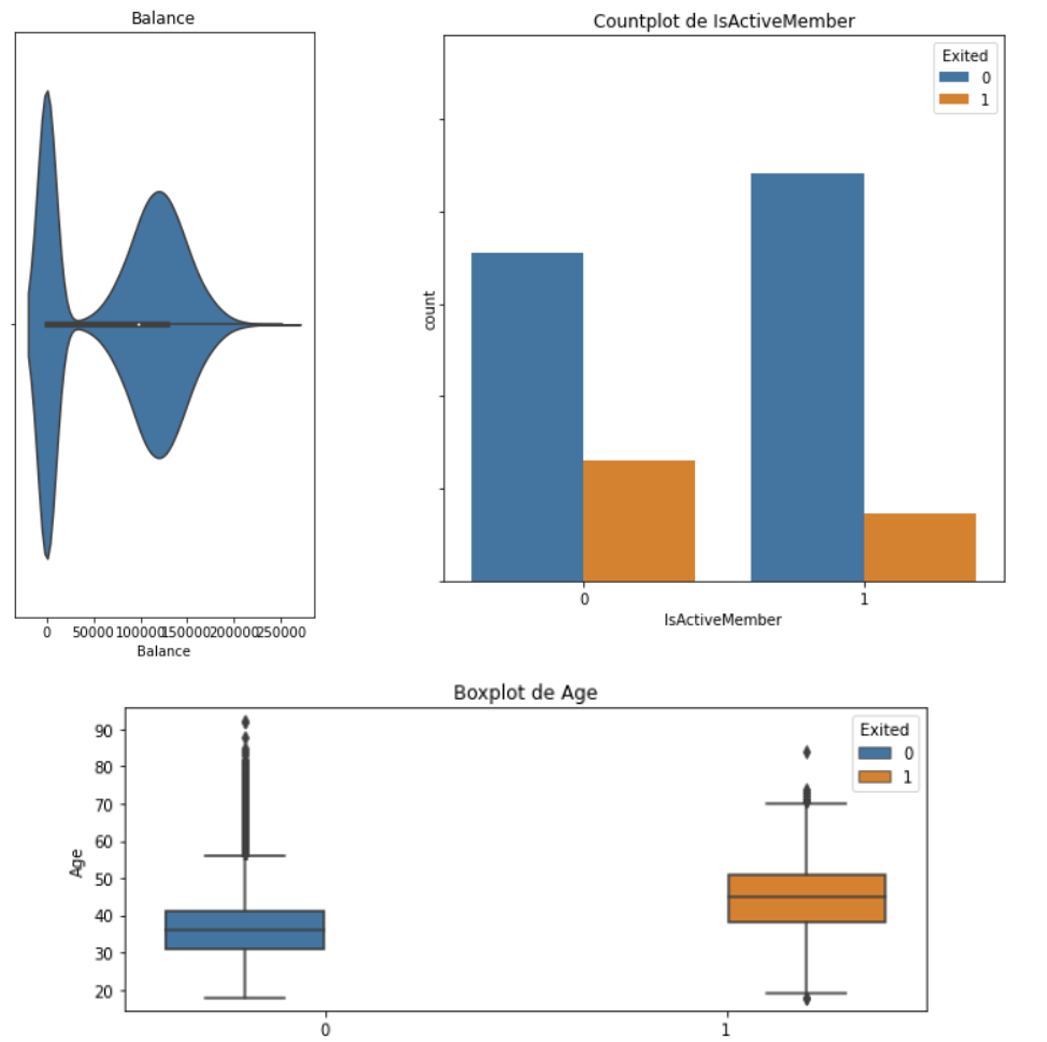 Balance
0 50000 100000 150000 200000 250000
Balance
Countplot de IsActiveMember
Exited
0
1
count
0 1
IsActiveMember
Boxplot de Age
Exited
0
1
Age
90
80
70
60
50
40
30
20
0 1